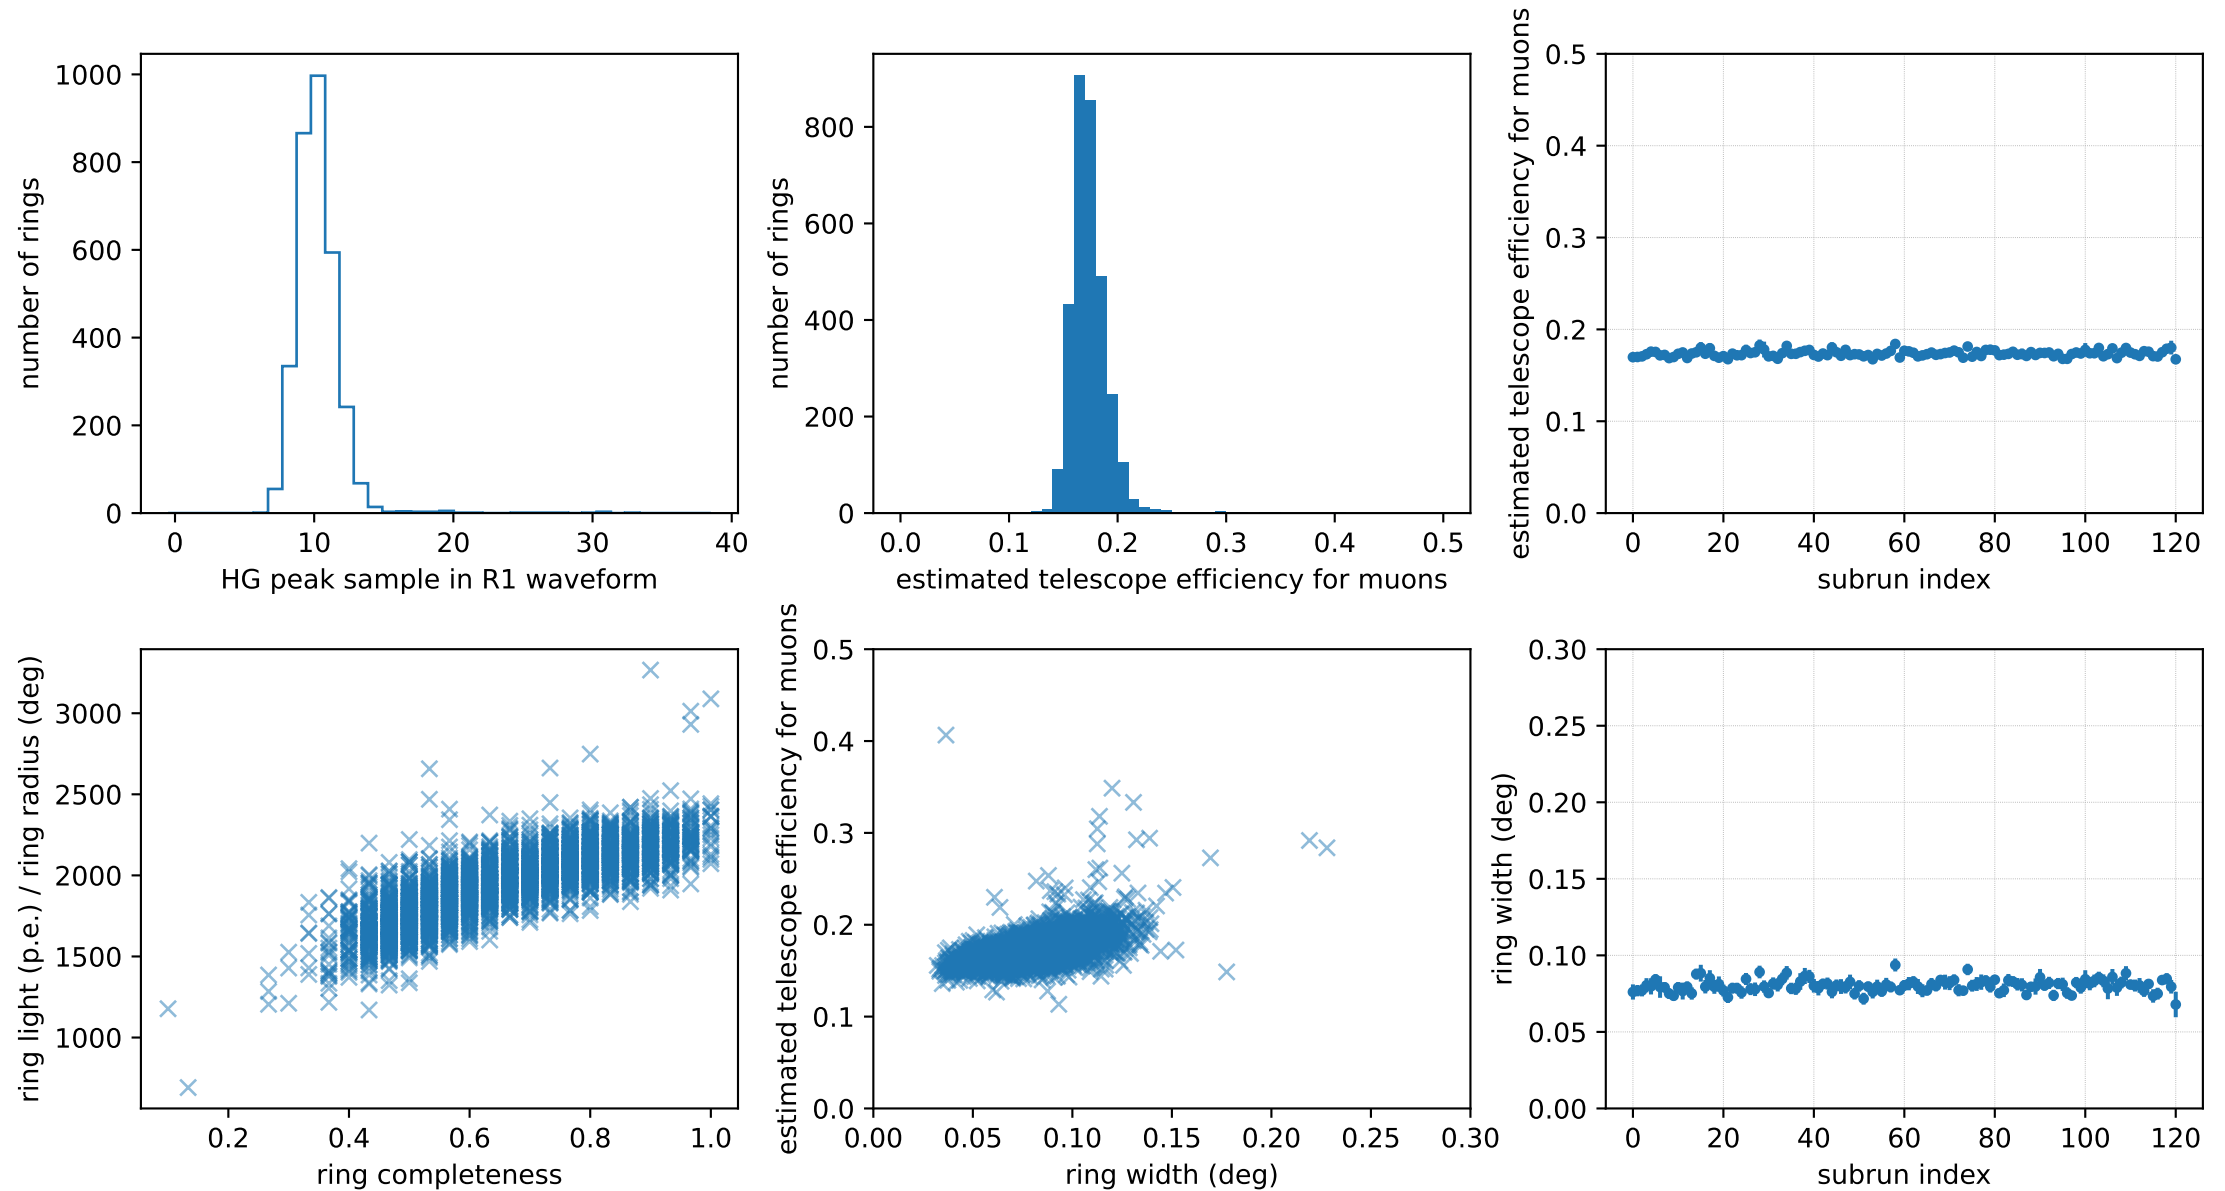 number of rings
1000
800
600
400
200
0
0 10 20 30 40
HG peak sample in R1 waveform
number of rings
800
600
400
200
0
0.0 0.1 0.2 0.3 0.4 0.5
estimated telescope efficiency for muons
estimated telescope efficiency for muons
0.5
0.4
0.3
0.2
0.1
0.0
0 20 40 60 80 100 120
subrun index
ring light (p.e.) / ring radius (deg)
3000
2500
2000
1500
1000
0.2 0.4 0.6 0.8 1.0
ring completeness
estimated telescope efficiency for muons
0.5
0.4
0.3
0.2
0.1
0.0
0.00 0.05 0.10 0.15 0.20 0.25 0.30
ring width (deg)
ring width (deg)
0.30
0.25
0.20
0.15
0.10
0.05
0.00
0 20 40 60 80 100 120
subrun index